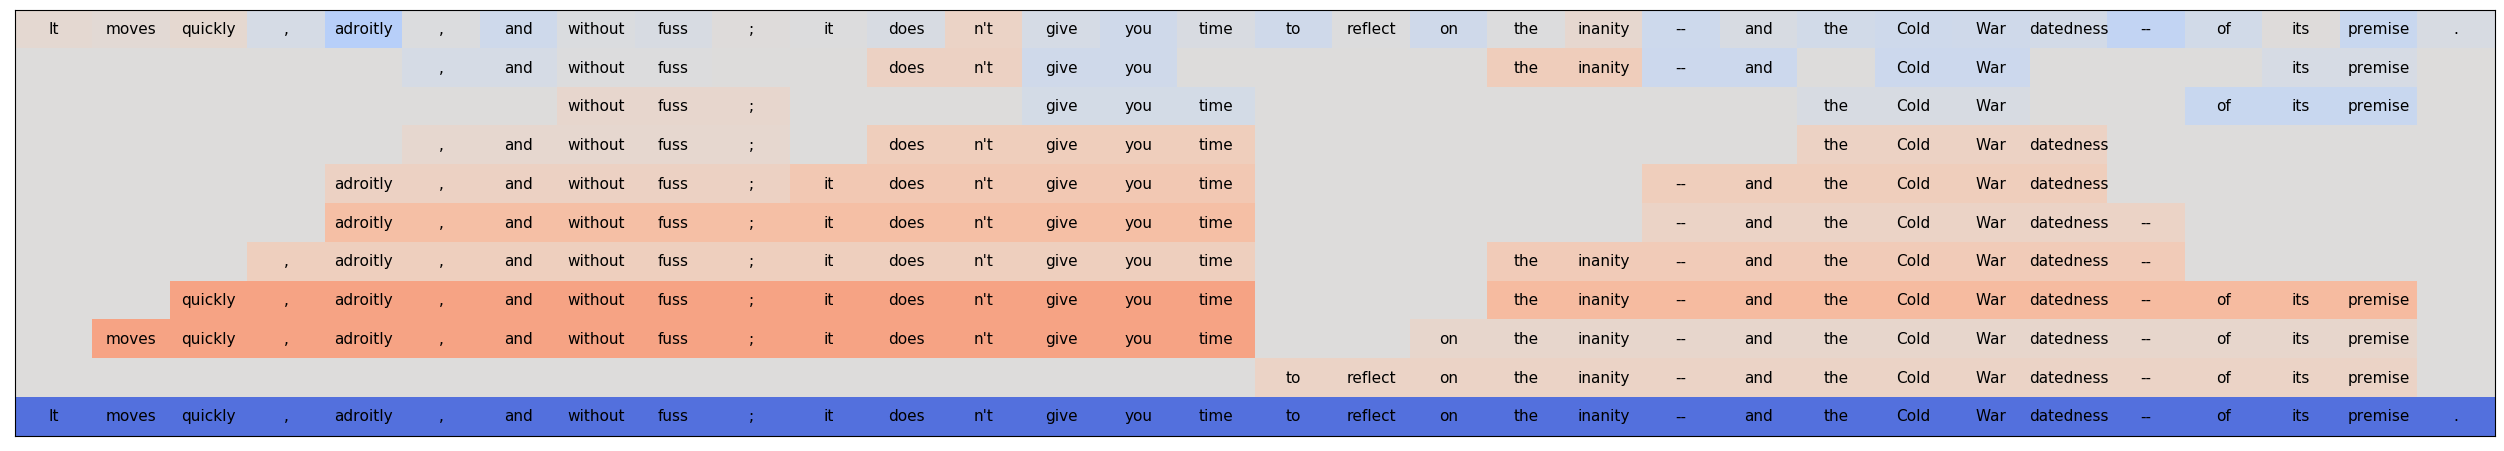 It moves quickly , adroitly , and without fuss ; it does n't give you time to reflect on the inanity -- and the Cold War datedness -- of its premise .
, and without fuss does n't give you the inanity -- and Cold War its premise
without fuss ; give you time the Cold War of its premise
, and without fuss ; does n't give you time the Cold War datedness
adroitly , and without fuss ; it does n't give you time -- and the Cold War datedness
adroitly , and without fuss ; it does n't give you time -- and the Cold War datedness --
, adroitly , and without fuss ; it does n't give you time the inanity -- and the Cold War datedness --
quickly , adroitly , and without fuss ; it does n't give you time the inanity -- and the Cold War datedness -- of its premise
moves quickly , adroitly , and without fuss ; it does n't give you time on the inanity -- and the Cold War datedness -- of its premise
to reflect on the inanity -- and the Cold War datedness -- of its premise
It moves quickly , adroitly , and without fuss ; it does n't give you time to reflect on the inanity -- and the Cold War datedness -- of its premise .